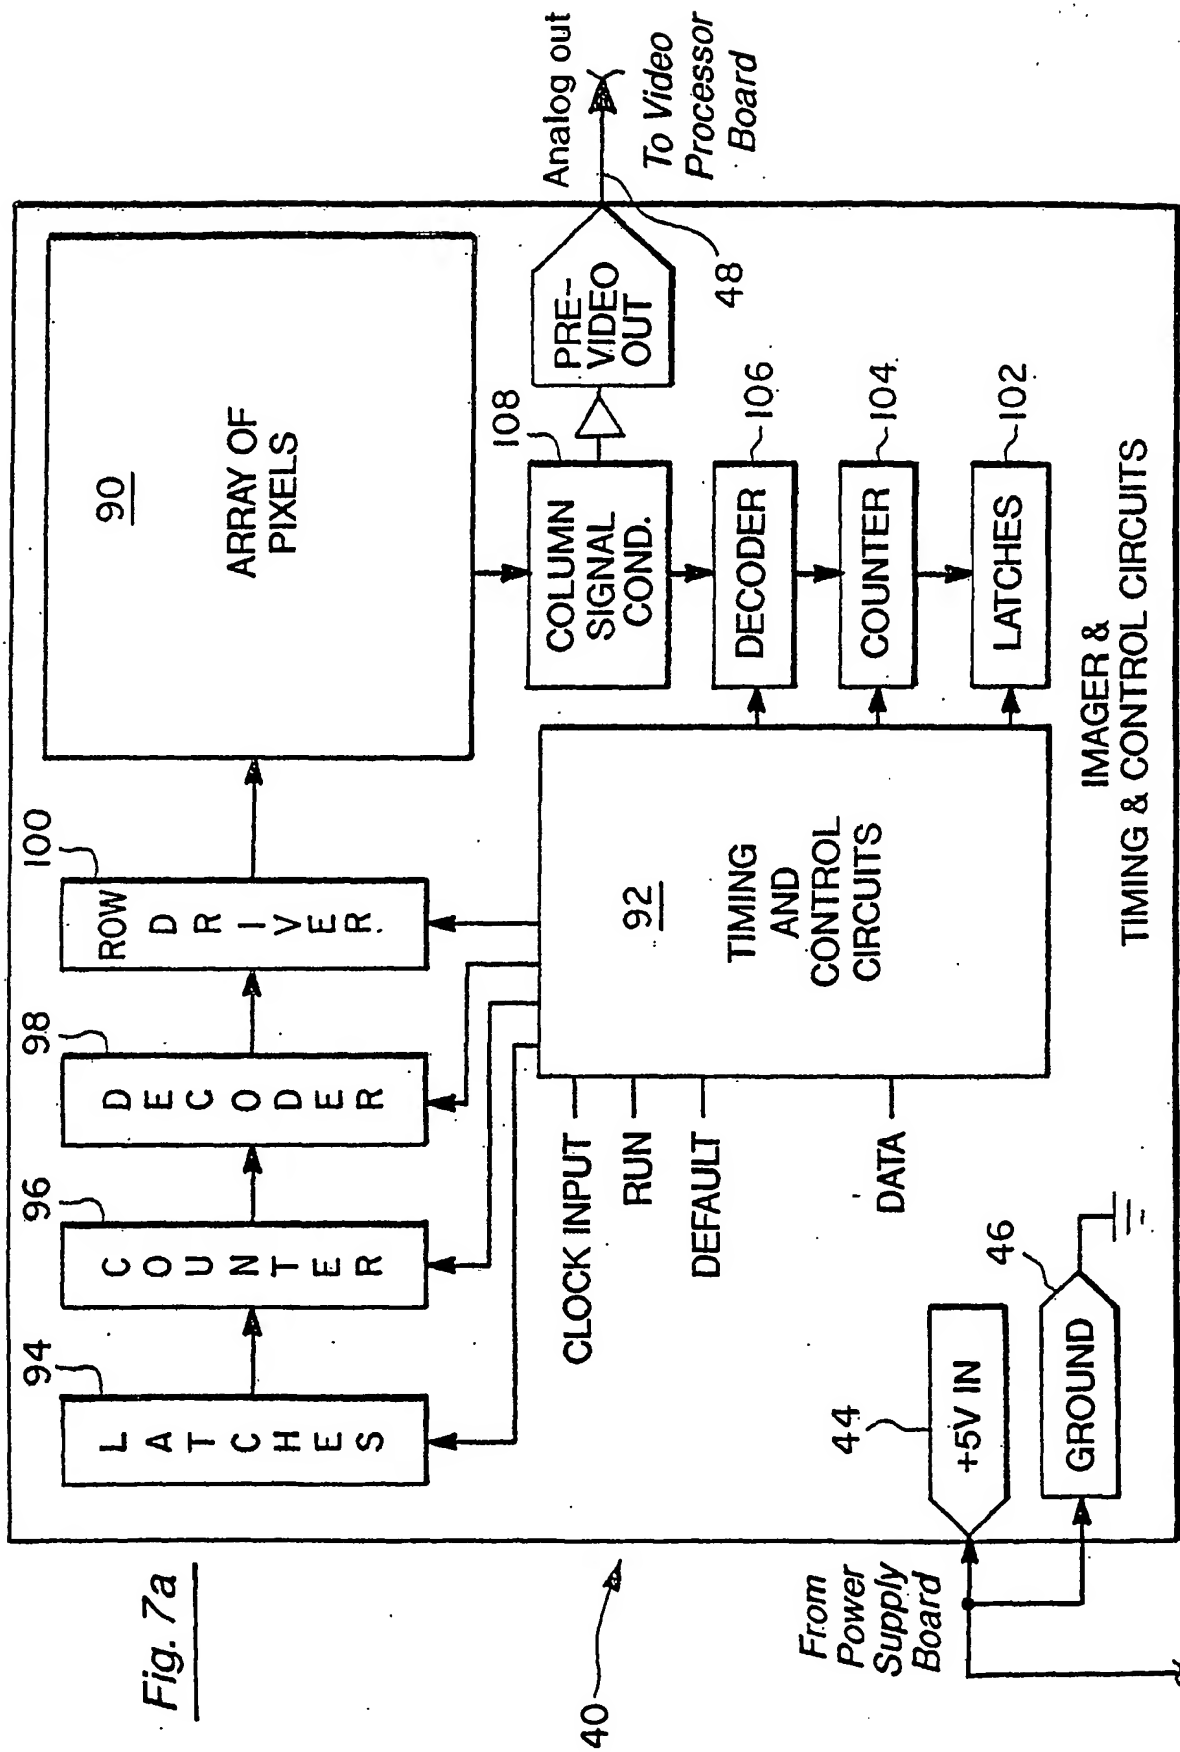 Fig. 7a
40
94
96
98
100
LATCHES
COUNTER
DECODER
ROW
DRIVER
90
ARRAY OF
PIXELS
108
COLUMN
SIGNAL
COND.
PRE-
VIDEO
OUT
48
Analog out
To Video
Processor
Board
DECODER
106
COUNTER
104
LATCHES
102
92
TIMING
AND
CONTROL
CIRCUITS
CLOCK INPUT
RUN
DEFAULT
DATA
From
Power
Supply
Board
44
+5V IN
46
GROUND
IMAGER &
TIMING & CONTROL CIRCUITS